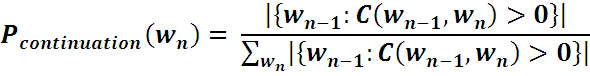 P_continuation(w_n) = |{w_{n-1}: C(w_{n-1}, w_n) > 0}| / ∑_{w_n}|{w_{n-1}: C(w_{n-1}, w_n) > 0}|